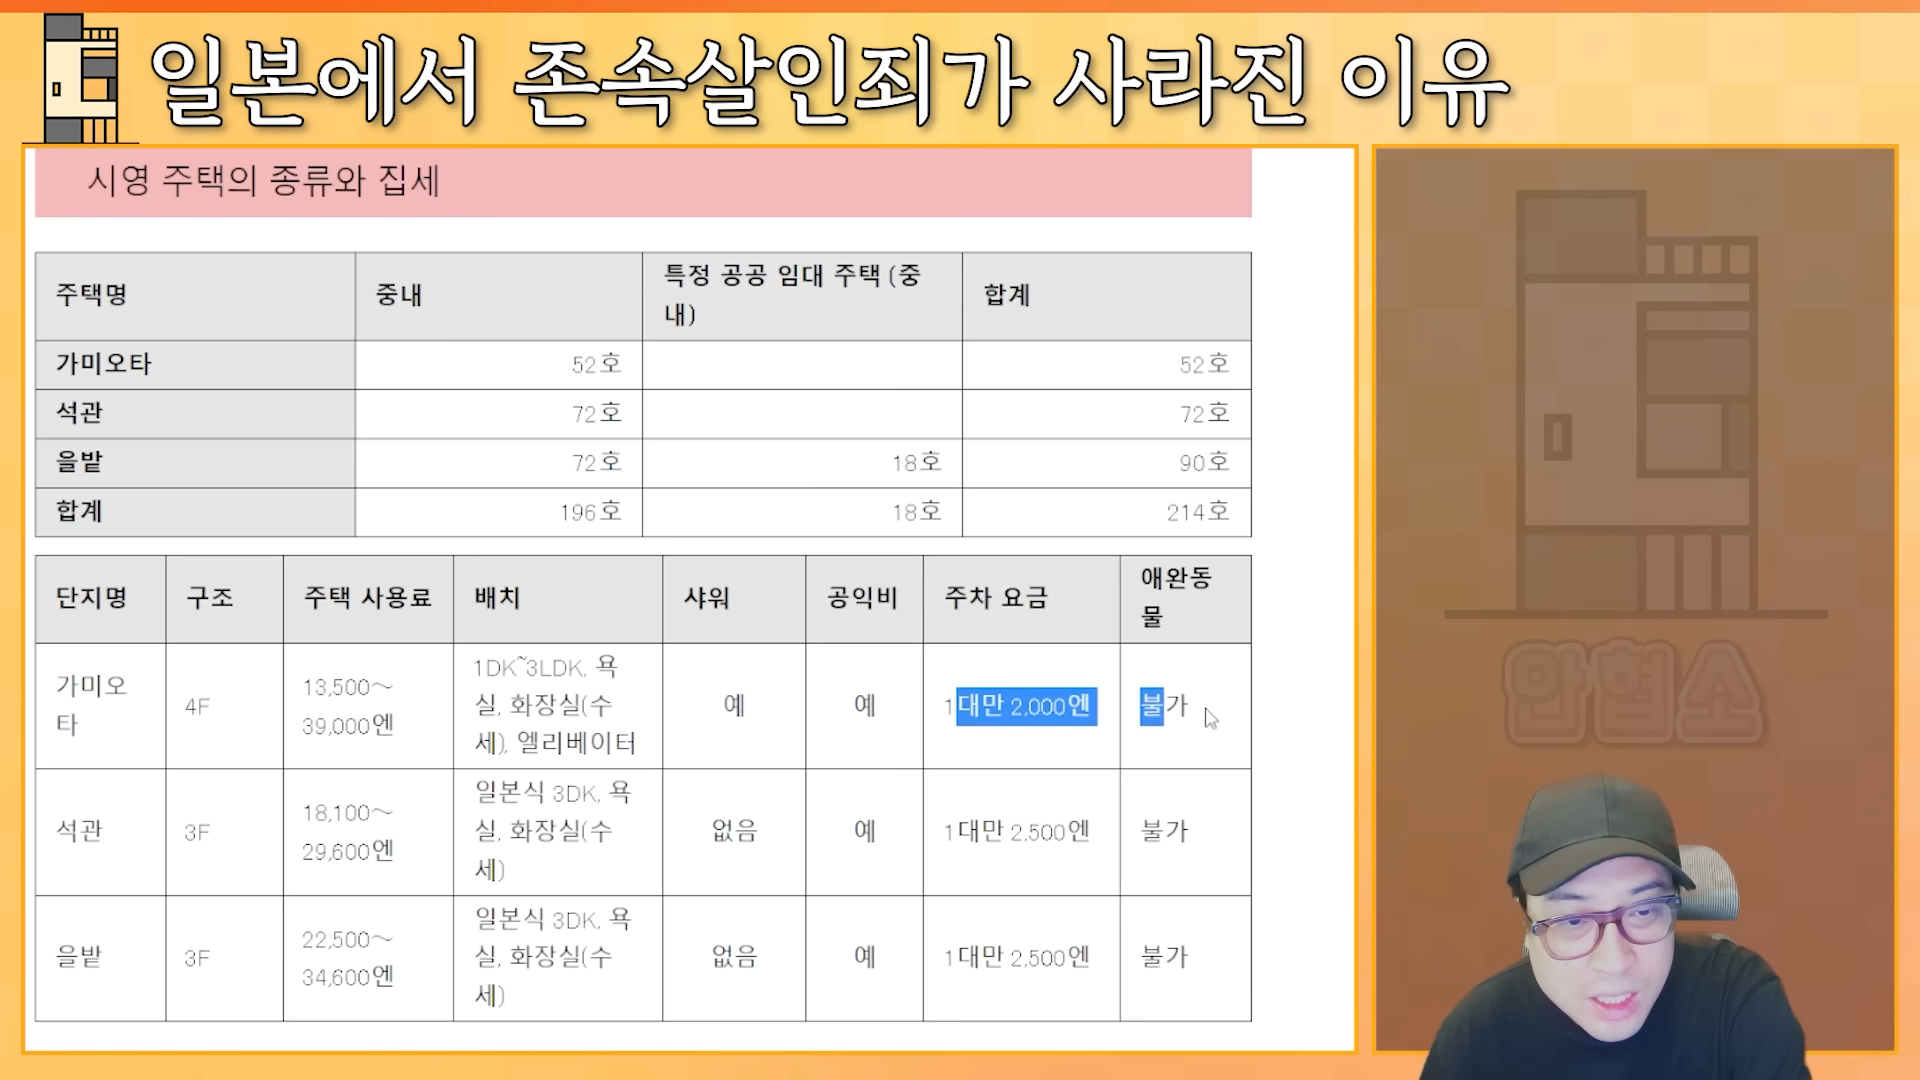 일본에서 존속살인죄가 사라진 이유
시영 주택의 종류와 집세
주택명 중내 특정 공공 임대 주택 (중
내) 합계
가미오타 52호 52호
석관 72호 72호
을밭 72호 18호 90호
합계 196호 18호 214호
단지명 구조 주택 사용료 배치 샤워 공익비 주차 요금 애완동
물
가미오
타 4F 13,500~
39,000엔 1DK~3LDK, 욕
실, 화장실(수
세), 엘리베이터 예 예 1대만 2,000엔 불가
석관 3F 18,100~
29,600엔 일본식 3DK, 욕
실, 화장실(수
세) 없음 예 1대만 2,500엔 불가
을밭 3F 22,500~
34,600엔 일본식 3DK, 욕
실, 화장실(수
세) 없음 예 1대만 2,500엔 불가
안협소